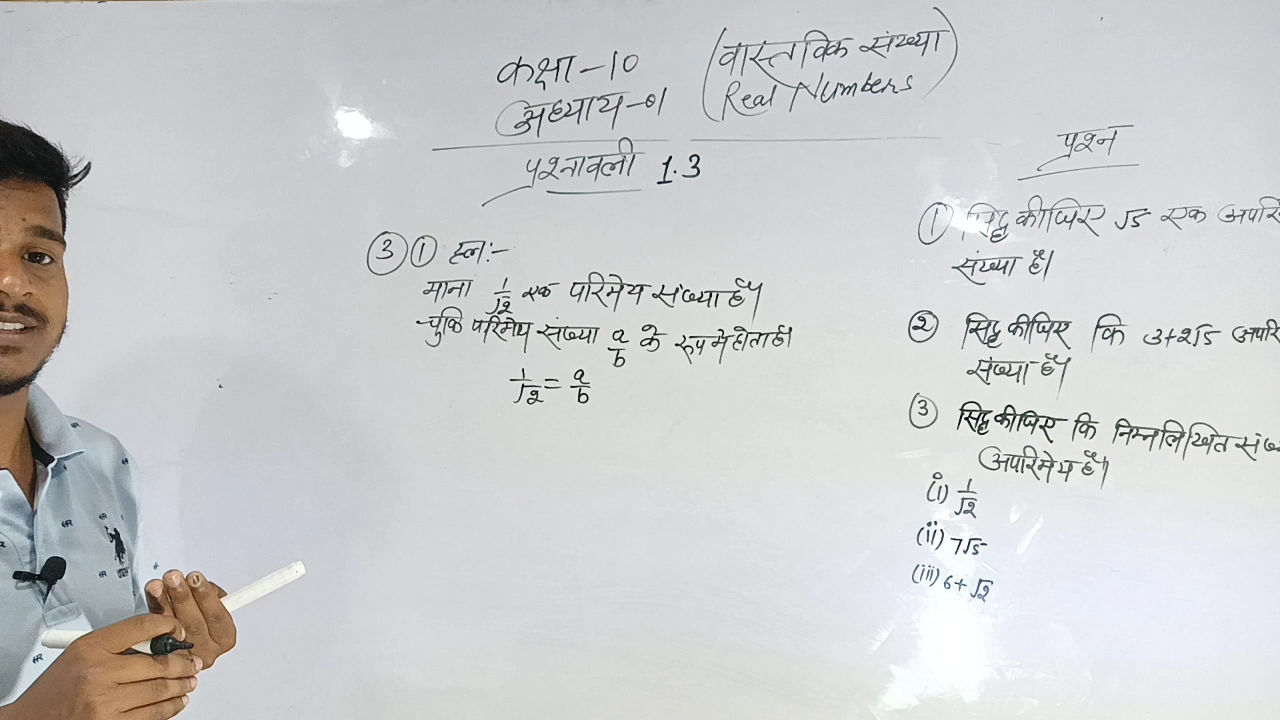 कक्षा-10 (वास्तविक संख्या)
अध्याय-01 (Real Numbers)
प्रश्नावली 1.3
③ ① हल:-
माना 1/√2 एक परिमेय संख्या है।
चुकि परिमेय संख्या a/b के रूप मे होता है।
1/√2 = a/b
प्रश्न
① सिद्ध कीजिए √5 एक अपरि
संख्या है।
② सिद्ध कीजिए कि 3+2√5 अपरि
संख्या है।
③ सिद्ध कीजिए कि निम्नलिखित संख्
अपरिमेय है।
(i) 1/√2
(ii) 7√5
(iii) 6+√2